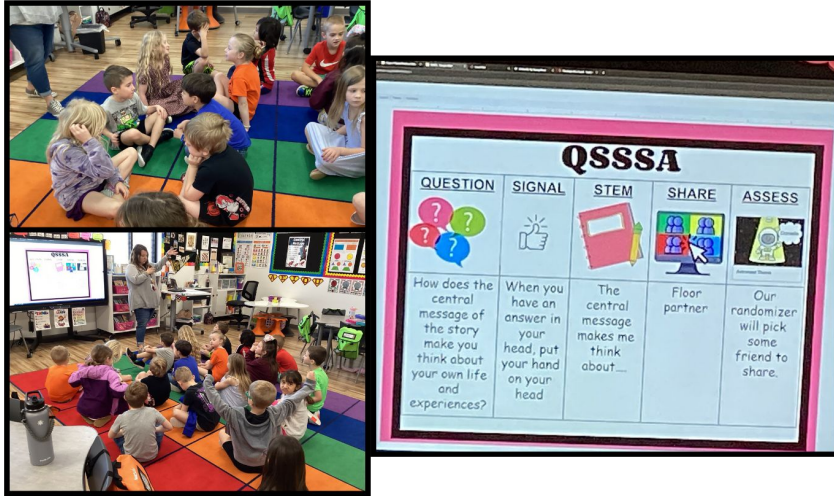 QSSSA
QSSSA
QUESTION
SIGNAL
STEM
SHARE
ASSESS
How does the
central
message of
the story
make you
think about
your own life
and
experiences?
When you
have an
answer in
your
head, put
your hand
on your
head
The
central
message
makes me
think
about....
Floor
partner
Our
randomizer
will pick
some
friend to
share.